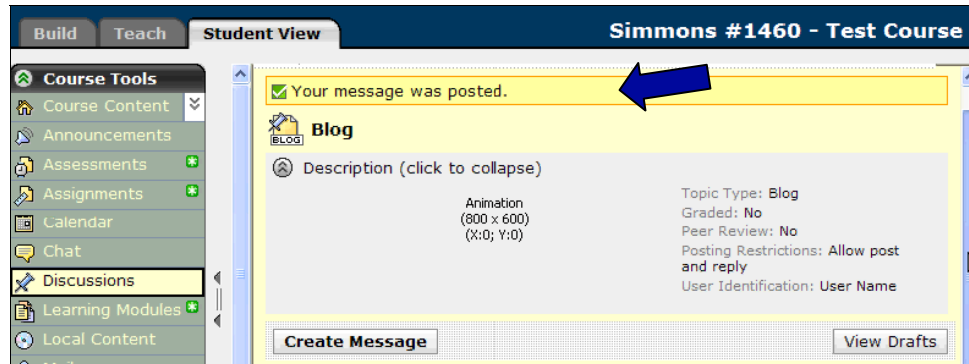 Build Teach Student View Simmons #1460 - Test Course
Course Tools
Course Content
Announcements
Assessments
Assignments
Calendar
Chat
Discussions
Learning Modules
Local Content
Your message was posted.
BLOG Blog
Description (click to collapse)
Animation
(800 x 600)
(X:0; Y:0)
Topic Type: Blog
Graded: No
Peer Review: No
Posting Restrictions: Allow post
and reply
User Identification: User Name
Create Message View Drafts